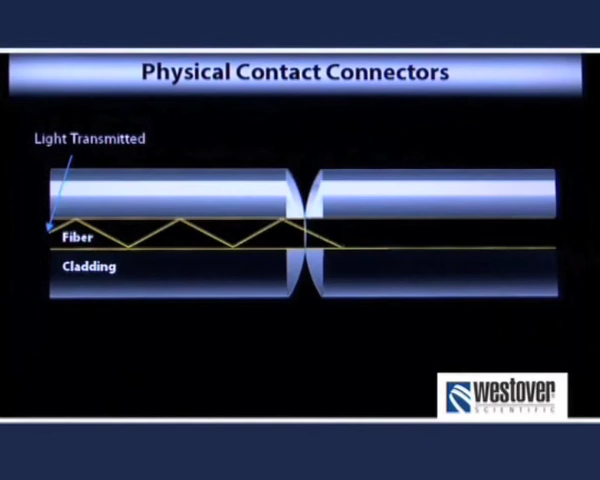 Physical Contact Connectors
Light Transmitted
Fiber
Cladding
westover
SCIENTIFIC